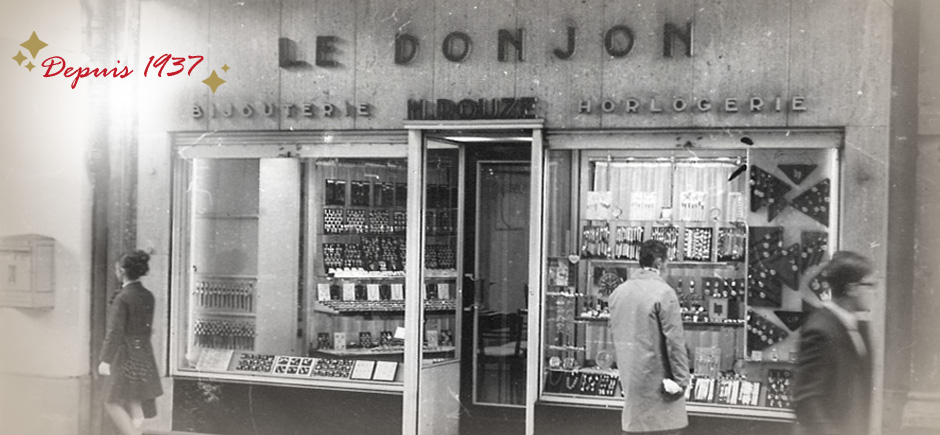 Depuis 1937
LE DONJON
BIJOUTERIE M. DOUZE HORLOGERIE